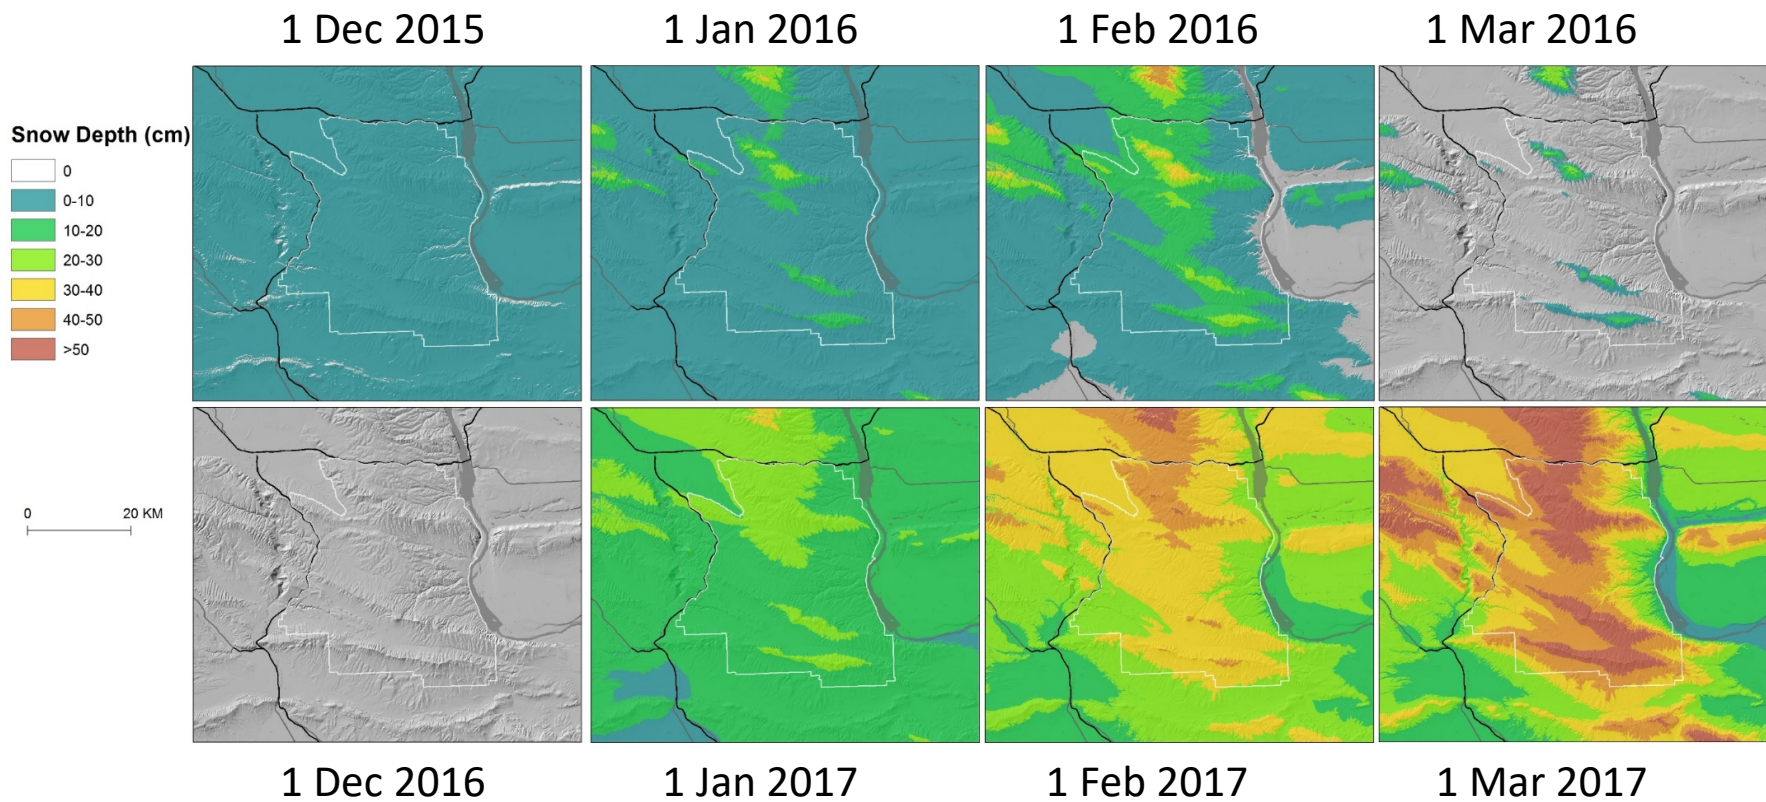 1 Dec 2015
1 Jan 2016
1 Feb 2016
1 Mar 2016
Snow Depth (cm)
0
0-10
10-20
20-30
30-40
40-50
>50
0 20 KM
1 Dec 2016
1 Jan 2017
1 Feb 2017
1 Mar 2017